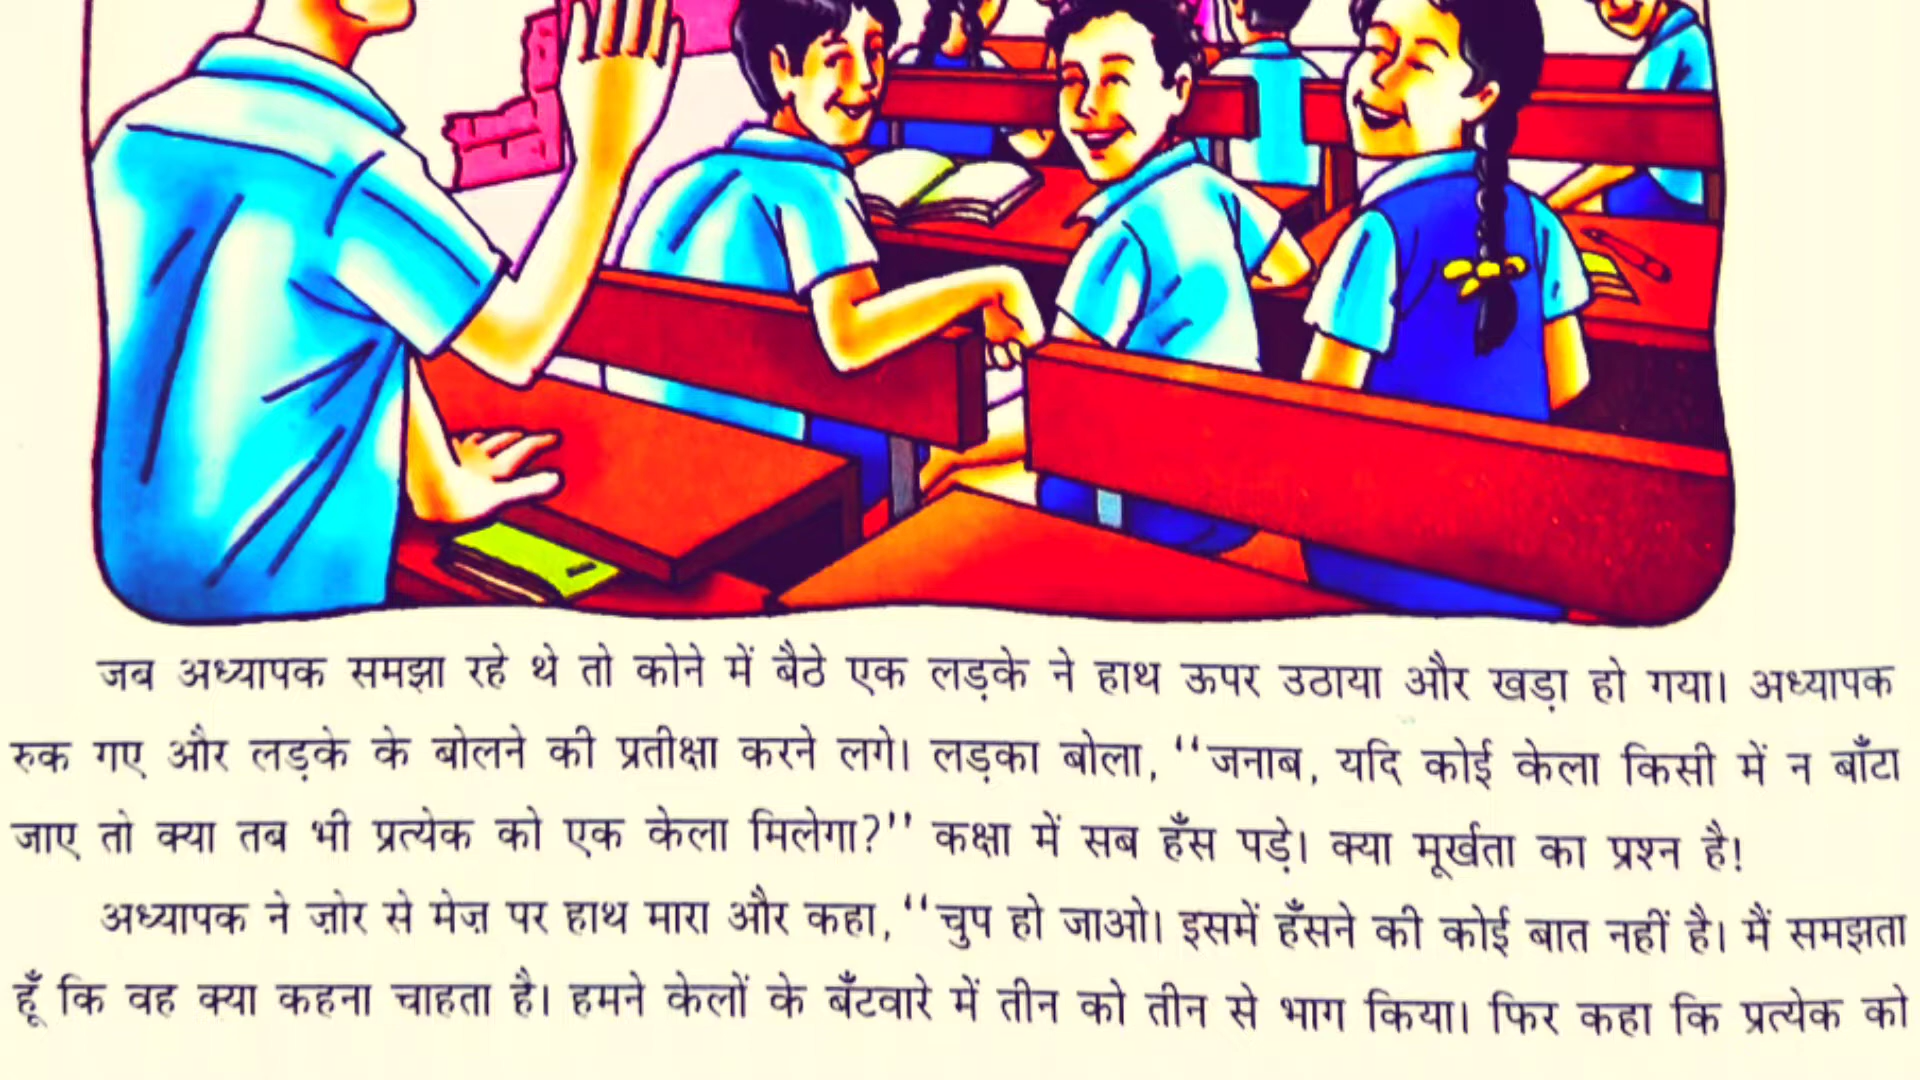 जब अध्यापक समझा रहे थे तो कोने में बैठे एक लड़के ने हाथ ऊपर उठाया और खड़ा हो गया। अध्यापक
रुक गए और लड़के के बोलने की प्रतीक्षा करने लगे। लड़का बोला, ‘‘जनाब, यदि कोई केला किसी में न बाँटा
जाए तो क्या तब भी प्रत्येक को एक केला मिलेगा?’’ कक्षा में सब हँस पड़े। क्या मूर्खता का प्रश्न है!
अध्यापक ने ज़ोर से मेज़ पर हाथ मारा और कहा, ‘‘चुप हो जाओ। इसमें हँसने की कोई बात नहीं है। मैं समझता
हूँ कि वह क्या कहना चाहता है। हमने केलों के बँटवारे में तीन को तीन से भाग किया। फिर कहा कि प्रत्येक को